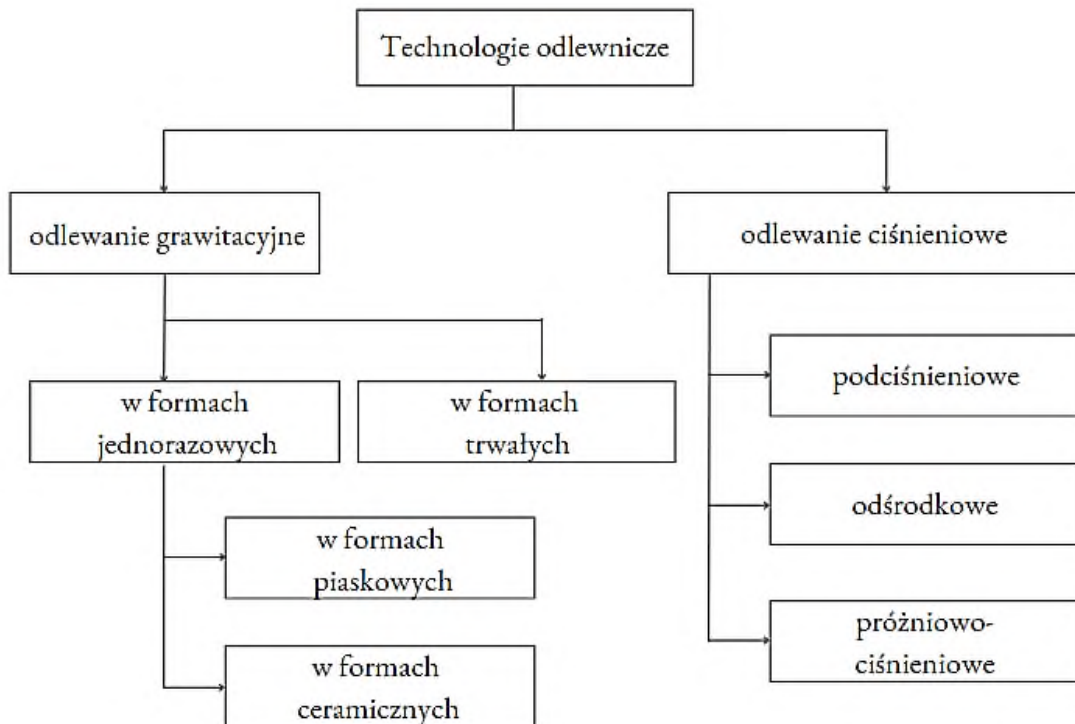 Technologie odlewnicze
odlewanie grawitacyjne
odlewanie ciśnieniowe
w formach
jednorazowych
w formach
trwałych
podciśnieniowe
w formach
piaskowych
odśrodkowe
w formach
ceramicznych
próżniowo-
ciśnieniowe